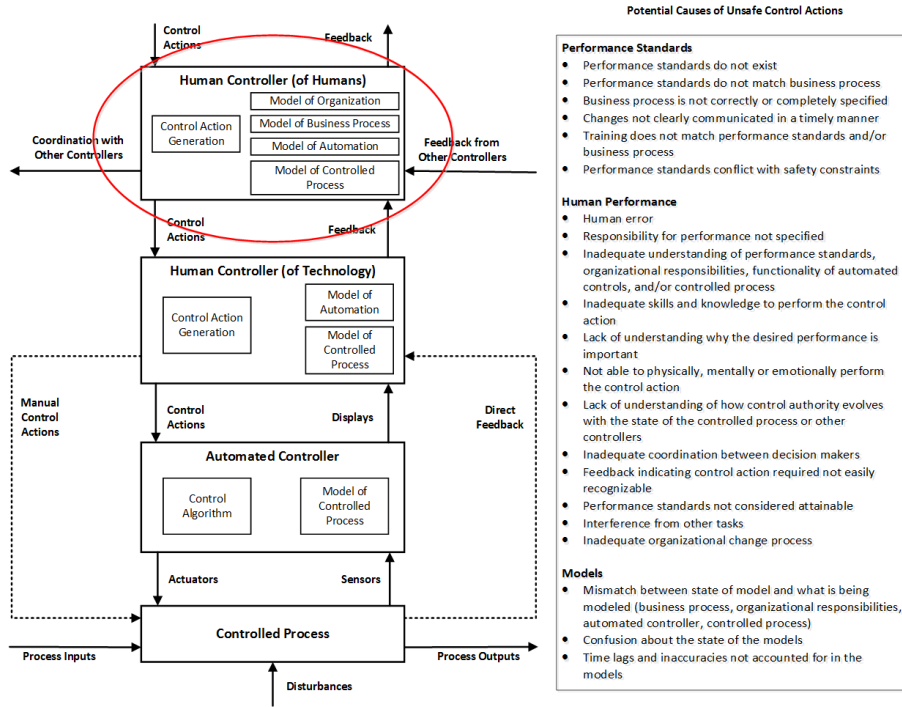 Control
Actions
Feedback
Human Controller (of Humans)
Model of Organization
Model of Business Process
Control Action
Generation
Model of Automation
Model of Controlled
Process
Coordination with
Other Controllers
Feedback from
Other Controllers
Control
Actions
Feedback
Human Controller (of Technology)
Control Action
Generation
Model of
Automation
Model of
Controlled
Process
Manual
Control
Actions
Control
Actions
Displays
Direct
Feedback
Automated Controller
Control
Algorithm
Model of
Controlled
Process
Actuators
Sensors
Controlled Process
Process Inputs
Process Outputs
Disturbances
Potential Causes of Unsafe Control Actions
Performance Standards
• Performance standards do not exist
• Performance standards do not match business process
• Business process is not correctly or completely specified
• Changes not clearly communicated in a timely manner
• Training does not match performance standards and/or
business process
• Performance standards conflict with safety constraints
Human Performance
• Human error
• Responsibility for performance not specified
• Inadequate understanding of performance standards,
organizational responsibilities, functionality of automated
controls, and/or controlled process
• Inadequate skills and knowledge to perform the control
action
• Lack of understanding why the desired performance is
important
• Not able to physically, mentally or emotionally perform
the control action
• Lack of understanding of how control authority evolves
with the state of the controlled process or other
controllers
• Inadequate coordination between decision makers
• Feedback indicating control action required not easily
recognizable
• Performance standards not considered attainable
• Interference from other tasks
• Inadequate organizational change process
Models
• Mismatch between state of model and what is being
modeled (business process, organizational responsibilities,
automated controller, controlled process)
• Confusion about the state of the models
• Time lags and inaccuracies not accounted for in the
models